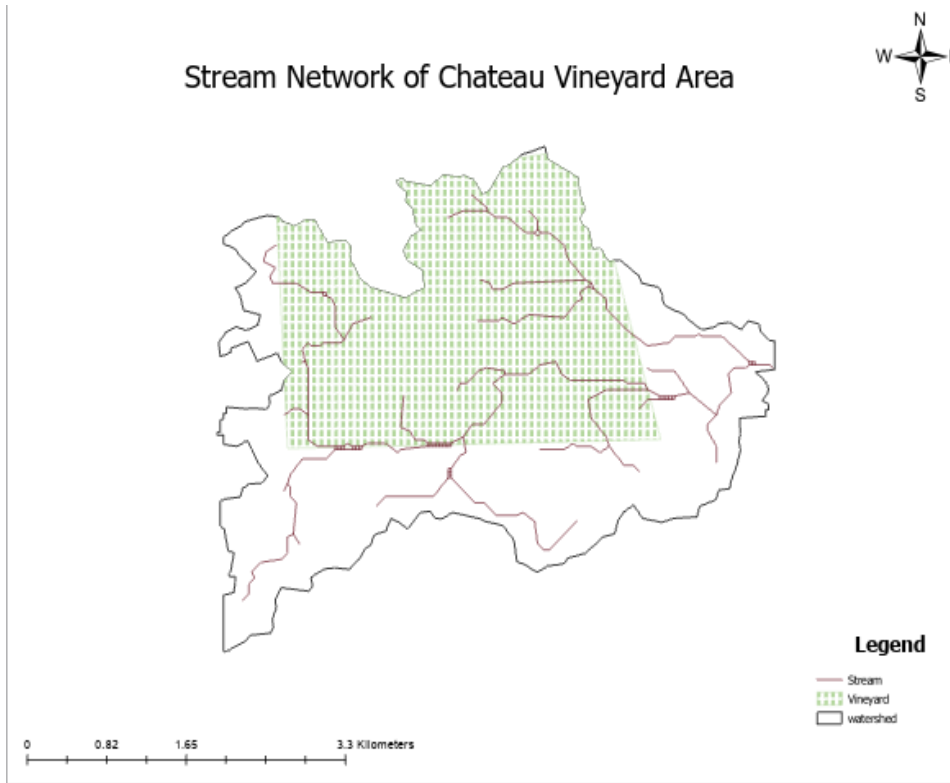 N
W
S
Stream Network of Chateau Vineyard Area
Legend
Stream
Vineyard
watershed
0 0.82 1.65 3.3 Kilometers